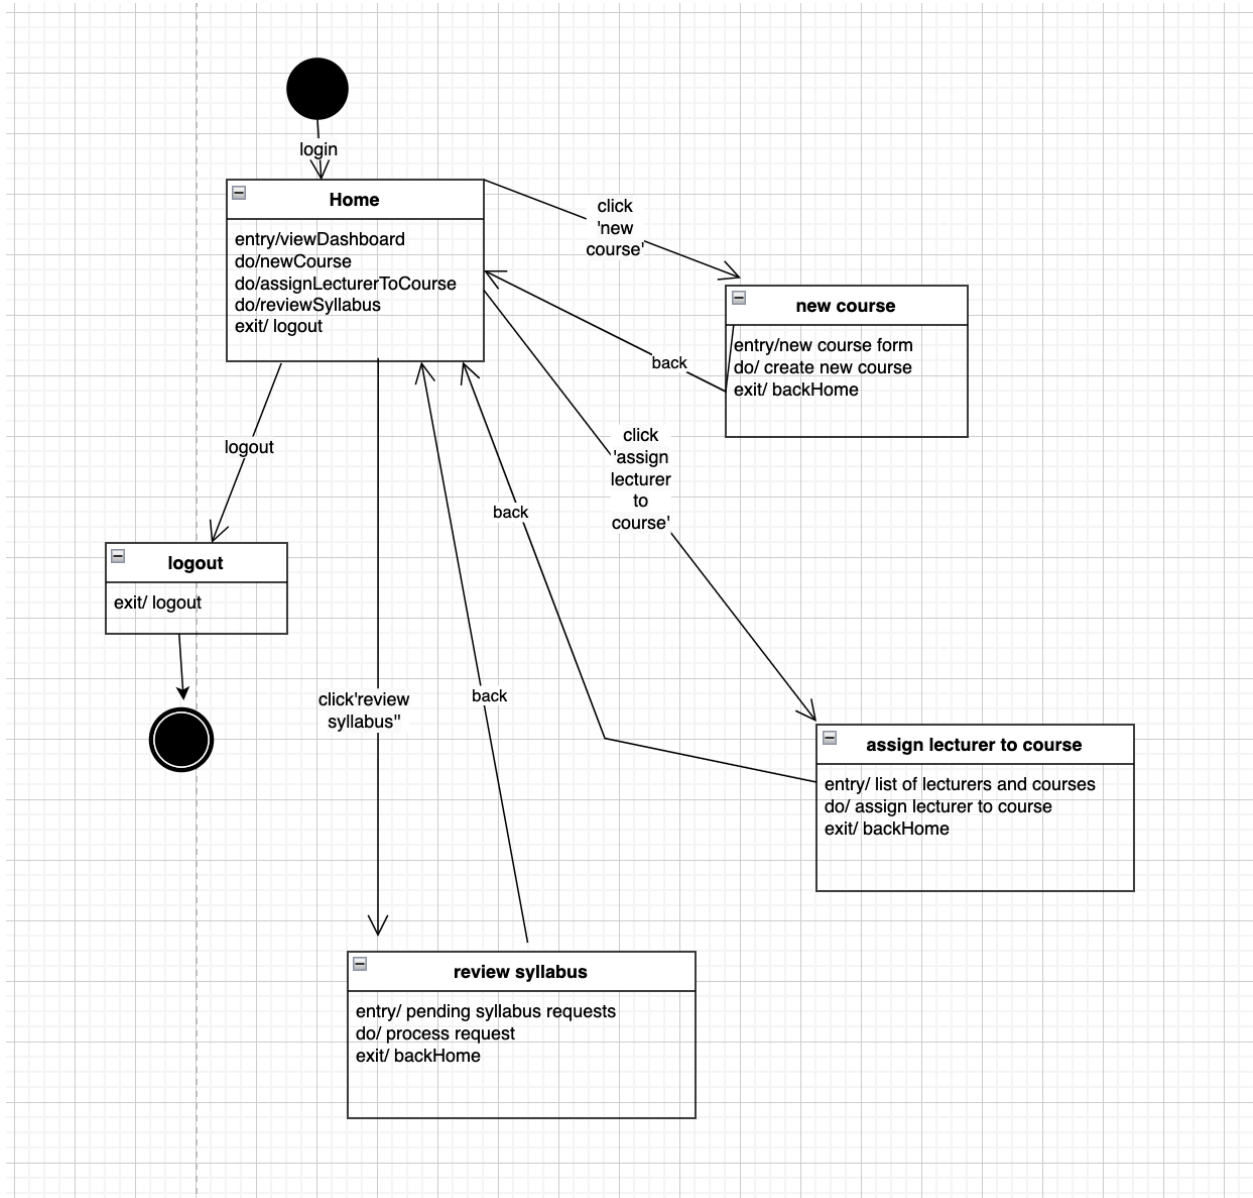 login
Home
entry/viewDashboard
do/newCourse
do/assignLecturerToCourse
do/reviewSyllabus
exit/ logout
click
'new
course'
new course
entry/new course form
do/ create new course
exit/ backHome
back
click
'assign
lecturer
to
course'
logout
back
logout
exit/ logout
click'review
syllabus"
back
assign lecturer to course
entry/ list of lecturers and courses
do/ assign lecturer to course
exit/ backHome
review syllabus
entry/ pending syllabus requests
do/ process request
exit/ backHome